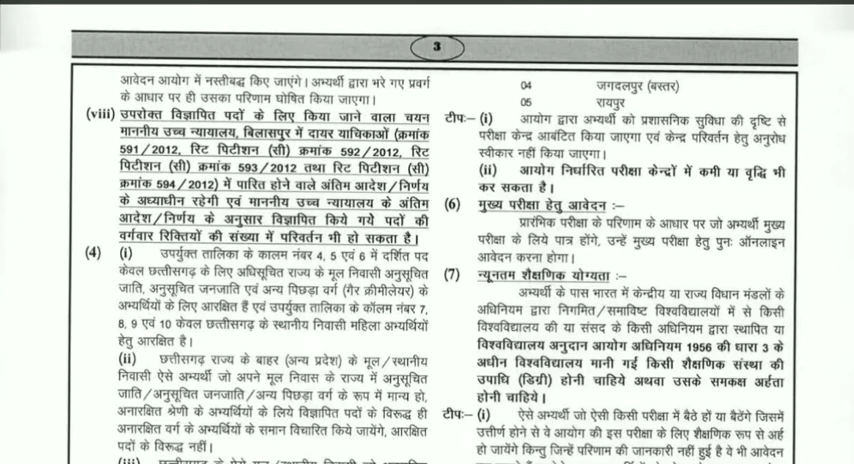 3
आवेदन आयोग में नस्तीबद्ध किए जाएंगे। अभ्यर्थी द्वारा भरे गए प्रवर्ग
के आधार पर ही उसका परिणाम घोषित किया जाएगा।
(viii) उपरोक्त विज्ञापित पदों के लिए किया जाने वाला चयन
माननीय उच्च न्यायालय, बिलासपुर में दायर याचिकाओं (क्रमांक
591/2012, रिट पिटीशन (सी) क्रमांक 592/2012, रिट
पिटीशन (सी) क्रमांक 593/2012 तथा रिट पिटीशन (सी)
क्रमांक 594/2012) में पारित होने वाले अंतिम आदेश/निर्णय
के अध्याधीन रहेगी एवं माननीय उच्च न्यायालय के अंतिम
आदेश/निर्णय के अनुसार विज्ञापित किये गये पदों की
वर्गवार रिक्तियों की संख्या में परिवर्तन भी हो सकता है।
(4) (i) उपर्युक्त तालिका के कालम नंबर 4, 5 एवं 6 में दर्शित पद
केवल छत्तीसगढ़ के लिए अधिसूचित राज्य के मूल निवासी अनुसूचित
जाति, अनुसूचित जनजाति एवं अन्य पिछड़ा वर्ग (गैर क्रीमीलेयर) के
अभ्यर्थियों के लिए आरक्षित हैं एवं उपर्युक्त तालिका के कॉलम नंबर 7,
8, 9 एवं 10 केवल छत्तीसगढ़ के स्थानीय निवासी महिला अभ्यर्थियों
हेतु आरक्षित है।
(ii) छत्तीसगढ़ राज्य के बाहर (अन्य प्रदेश) के मूल/स्थानीय
निवासी ऐसे अभ्यर्थी जो अपने मूल निवास के राज्य में अनुसूचित
जाति/अनुसूचित जनजाति/अन्य पिछड़ा वर्ग के रूप में मान्य हो,
अनारक्षित श्रेणी के अभ्यर्थियों के लिये विज्ञापित पदों के विरूद्ध ही
अनारक्षित वर्ग के अभ्यर्थियों के समान विचारित किये जायेंगे, आरक्षित
पदों के विरूद्ध नहीं।
04 जगदलपुर (बस्तर)
05 रायपुर
टीपः– (i) आयोग द्वारा अभ्यर्थी को प्रशासनिक सुविधा की दृष्टि से
परीक्षा केन्द्र आबंटित किया जाएगा एवं केन्द्र परिवर्तन हेतु अनुरोध
स्वीकार नहीं किया जाएगा।
(ii) आयोग निर्धारित परीक्षा केन्द्रों में कमी या वृद्धि भी
कर सकता है।
(6) मुख्य परीक्षा हेतु आवेदन :–
प्रारंभिक परीक्षा के परिणाम के आधार पर जो अभ्यर्थी मुख्य
परीक्षा के लिये पात्र होंगे, उन्हें मुख्य परीक्षा हेतु पुनः ऑनलाइन
आवेदन करना होगा।
(7) न्यूनतम शैक्षणिक योग्यता :–
अभ्यर्थी के पास भारत में केन्द्रीय या राज्य विधान मंडलों के
अधिनियम द्वारा निगमित/समाविष्ट विश्वविद्यालयों में से किसी
विश्वविद्यालय की या संसद के किसी अधिनियम द्वारा स्थापित या
विश्वविद्यालय अनुदान आयोग अधिनियम 1956 की धारा 3 के
अधीन विश्वविद्यालय मानी गई किसी शैक्षणिक संस्था की
उपाधि (डिग्री) होनी चाहिये अथवा उसके समकक्ष अर्हता
होनी चाहिये।
टीपः– (i) ऐसे अभ्यर्थी जो ऐसी किसी परीक्षा में बैठे हों या बैठेंगे जिसमें
उत्तीर्ण होने से वे आयोग की इस परीक्षा के लिए शैक्षणिक रूप से अर्ह
हो जायेंगे किन्तु जिन्हें परिणाम की जानकारी नहीं हुई है वे भी आवेदन